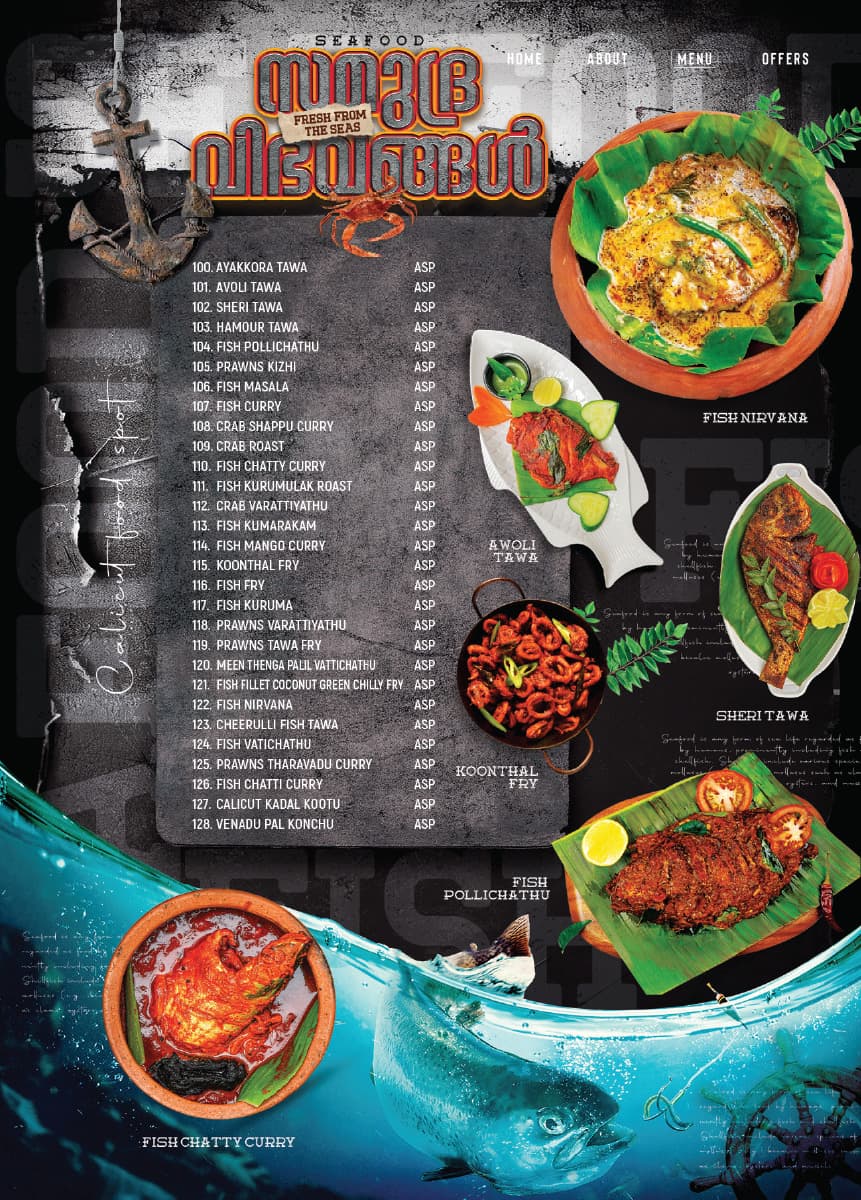 SEAFOOD
സമുദ്ര
FRESH FROM
THE SEAS
വിഭവങ്ങൾ
HOME ABOUT MENU OFFERS
100. AYAKKORA TAWA ASP
101. AVOLI TAWA ASP
102. SHERI TAWA ASP
103. HAMOUR TAWA ASP
104. FISH POLLICHATHU ASP
105. PRAWNS KIZHI ASP
106. FISH MASALA ASP
107. FISH CURRY ASP
108. CRAB SHAPPU CURRY ASP
109. CRAB ROAST ASP
110. FISH CHATTY CURRY ASP
111. FISH KURUMULAK ROAST ASP
112. CRAB VARATTIYATHU ASP
113. FISH KUMARAKAM ASP
114. FISH MANGO CURRY ASP
115. KOONTHAL FRY ASP
116. FISH FRY ASP
117. FISH KURUMA ASP
118. PRAWNS VARATTIYATHU ASP
119. PRAWNS TAWA FRY ASP
120. MEEN THENGA PALIL VATTICHATHU ASP
121. FISH FILLET COCONUT GREEN CHILLY FRY ASP
122. FISH NIRVANA ASP
123. CHEERULLI FISH TAWA ASP
124. FISH VATICHATHU ASP
125. PRAWNS THARAVADU CURRY ASP
126. FISH CHATTI CURRY ASP
127. CALICUT KADAL KOOTU ASP
128. VENADU PAL KONCHU ASP
Calicut food spot
FISH NIRVANA
AWOLI
TAWA
SHERI TAWA
KOONTHAL
FRY
FISH
POLLICHATHU
FISH CHATTY CURRY